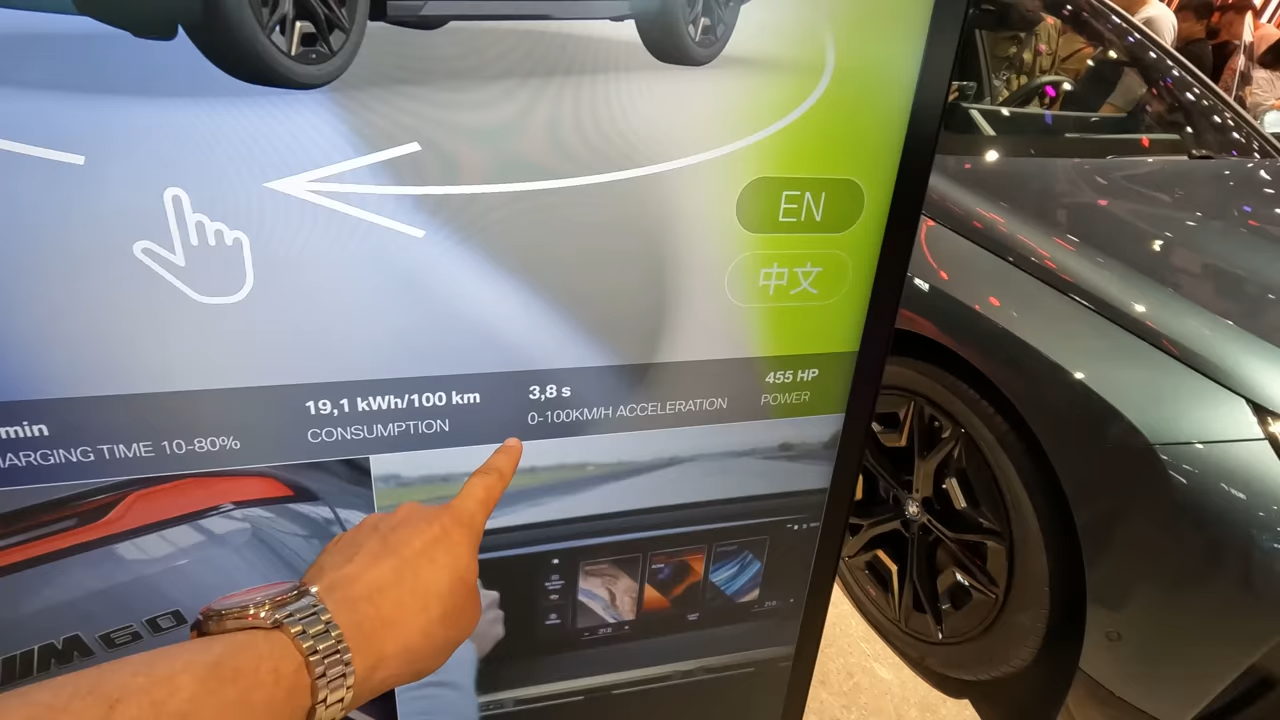 EN
中文
min
19,1 kWh/100 km
3,8 s
455 HP
HARGING TIME 10-80%
CONSUMPTION
0-100KM/H ACCELERATION
POWER
M60